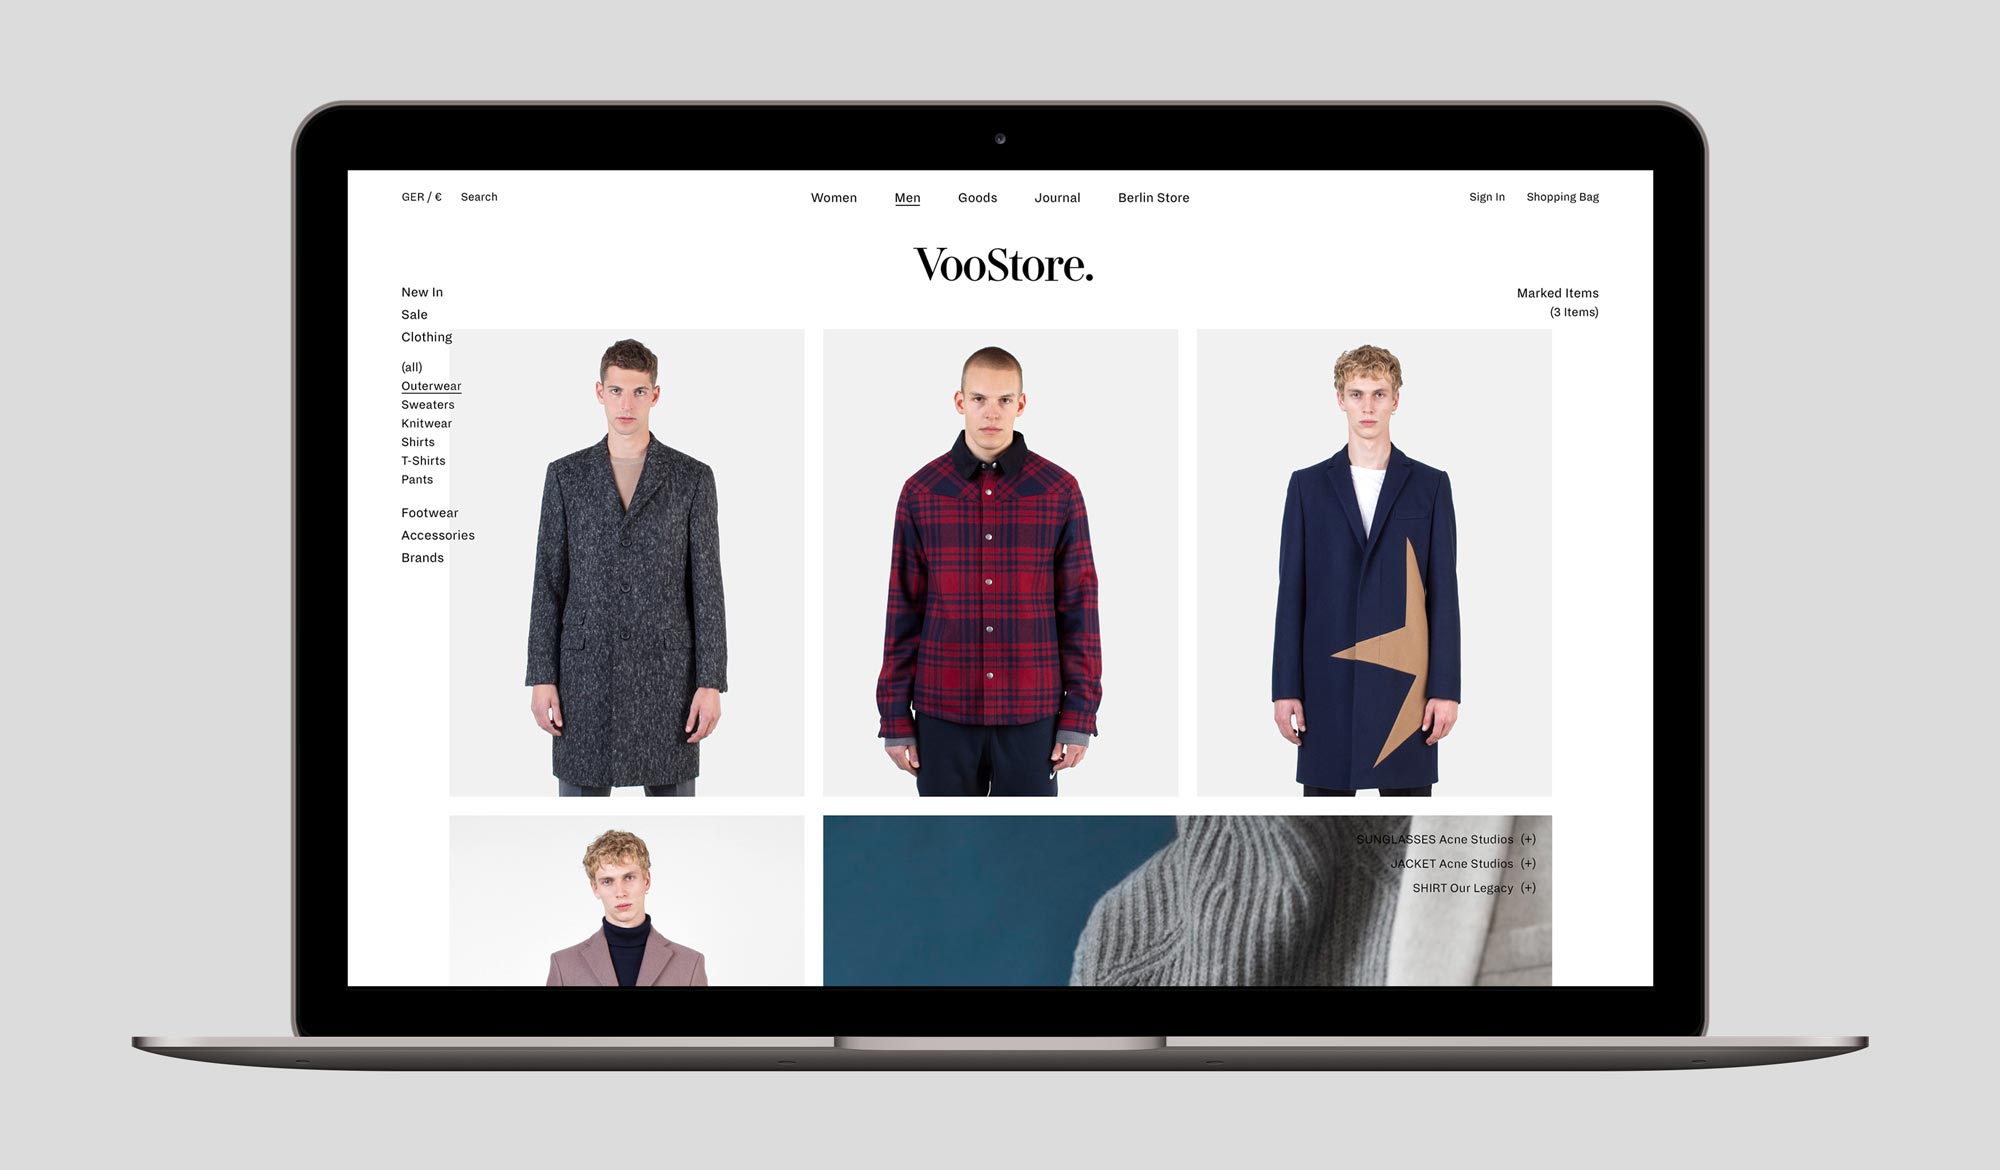 GER / € Search
Women Men Goods Journal Berlin Store
Sign In Shopping Bag
VooStore.
New In
Sale
Clothing
(all)
Outerwear
Sweaters
Knitwear
Shirts
T-Shirts
Pants
Footwear
Accessories
Brands
Marked Items
(3 Items)
SUNGLASSES Acne Studios (+)
JACKET Acne Studios (+)
SHIRT Our Legacy (+)